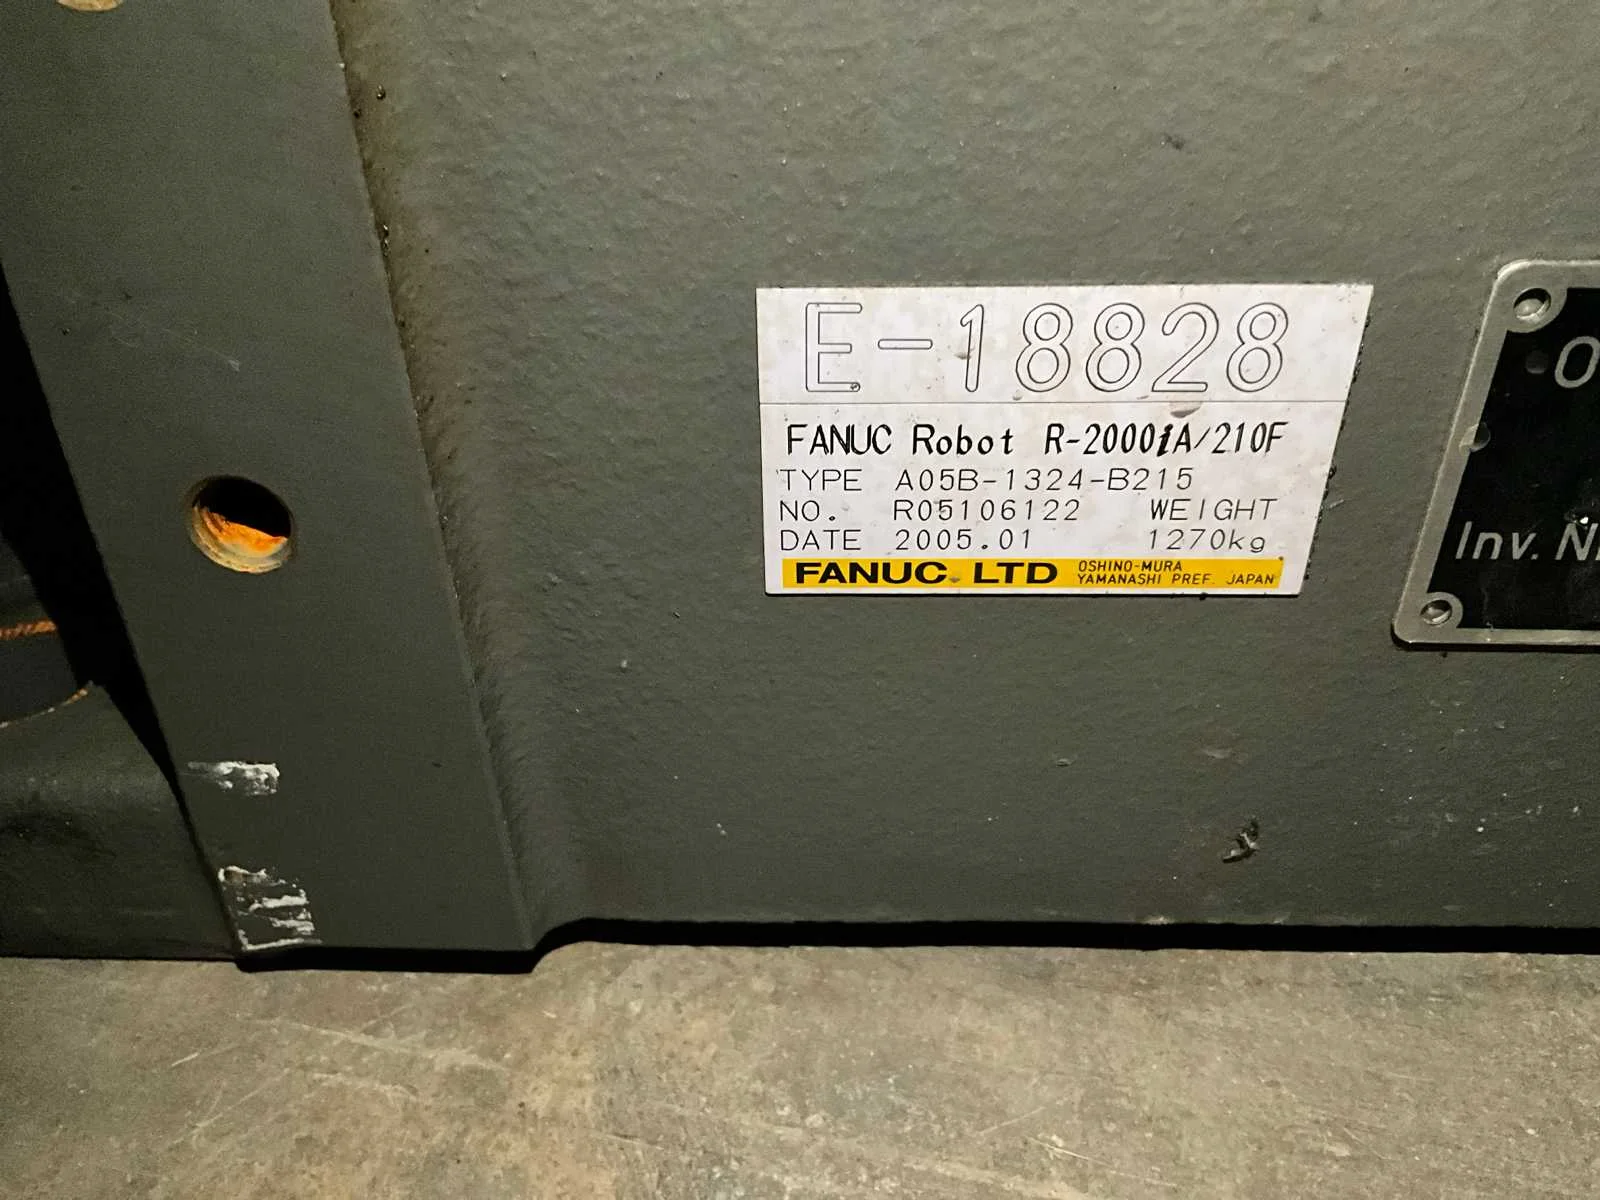 E-18828
FANUC Robot R-2000iA/210F
TYPE A05B-1324-B215
NO. R05106122 WEIGHT
DATE 2005.01 1270kg
FANUC LTD OSHINO-MURA
YAMANASHI PREF. JAPAN
Inv.